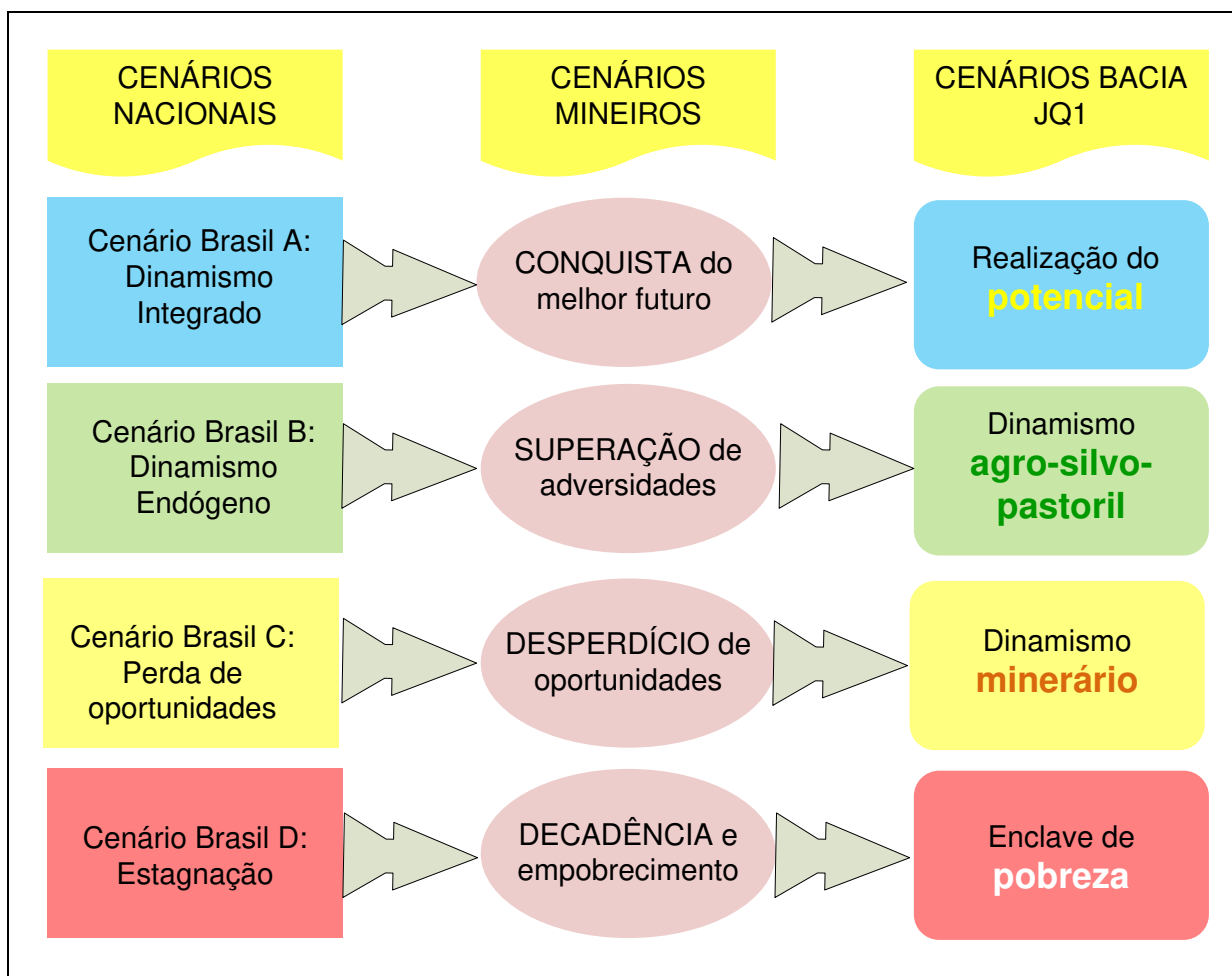 CENÁRIOS
NACIONAIS
CENÁRIOS
MINEIROS
CENÁRIOS BACIA
JQ1
Cenário Brasil A:
Dinamismo
Integrado
CONQUISTA do
melhor futuro
Realização do
potencial
Cenário Brasil B:
Dinamismo
Endógeno
SUPERAÇÃO de
adversidades
Dinamismo
agro-silvo-
pastoril
Cenário Brasil C:
Perda de
oportunidades
DESPERDÍCIO de
oportunidades
Dinamismo
minerário
Cenário Brasil D:
Estagnação
DECADÊNCIA e
empobrecimento
Enclave de
pobreza